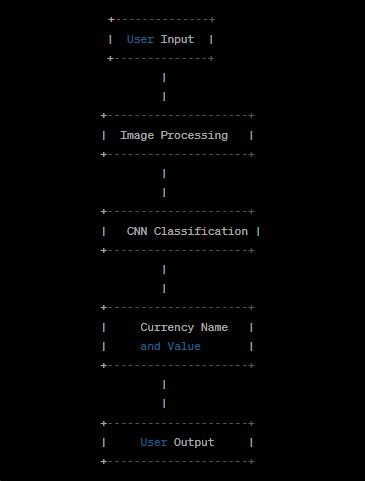 User Input
Image Processing
CNN Classification
Currency Name
and Value
User Output